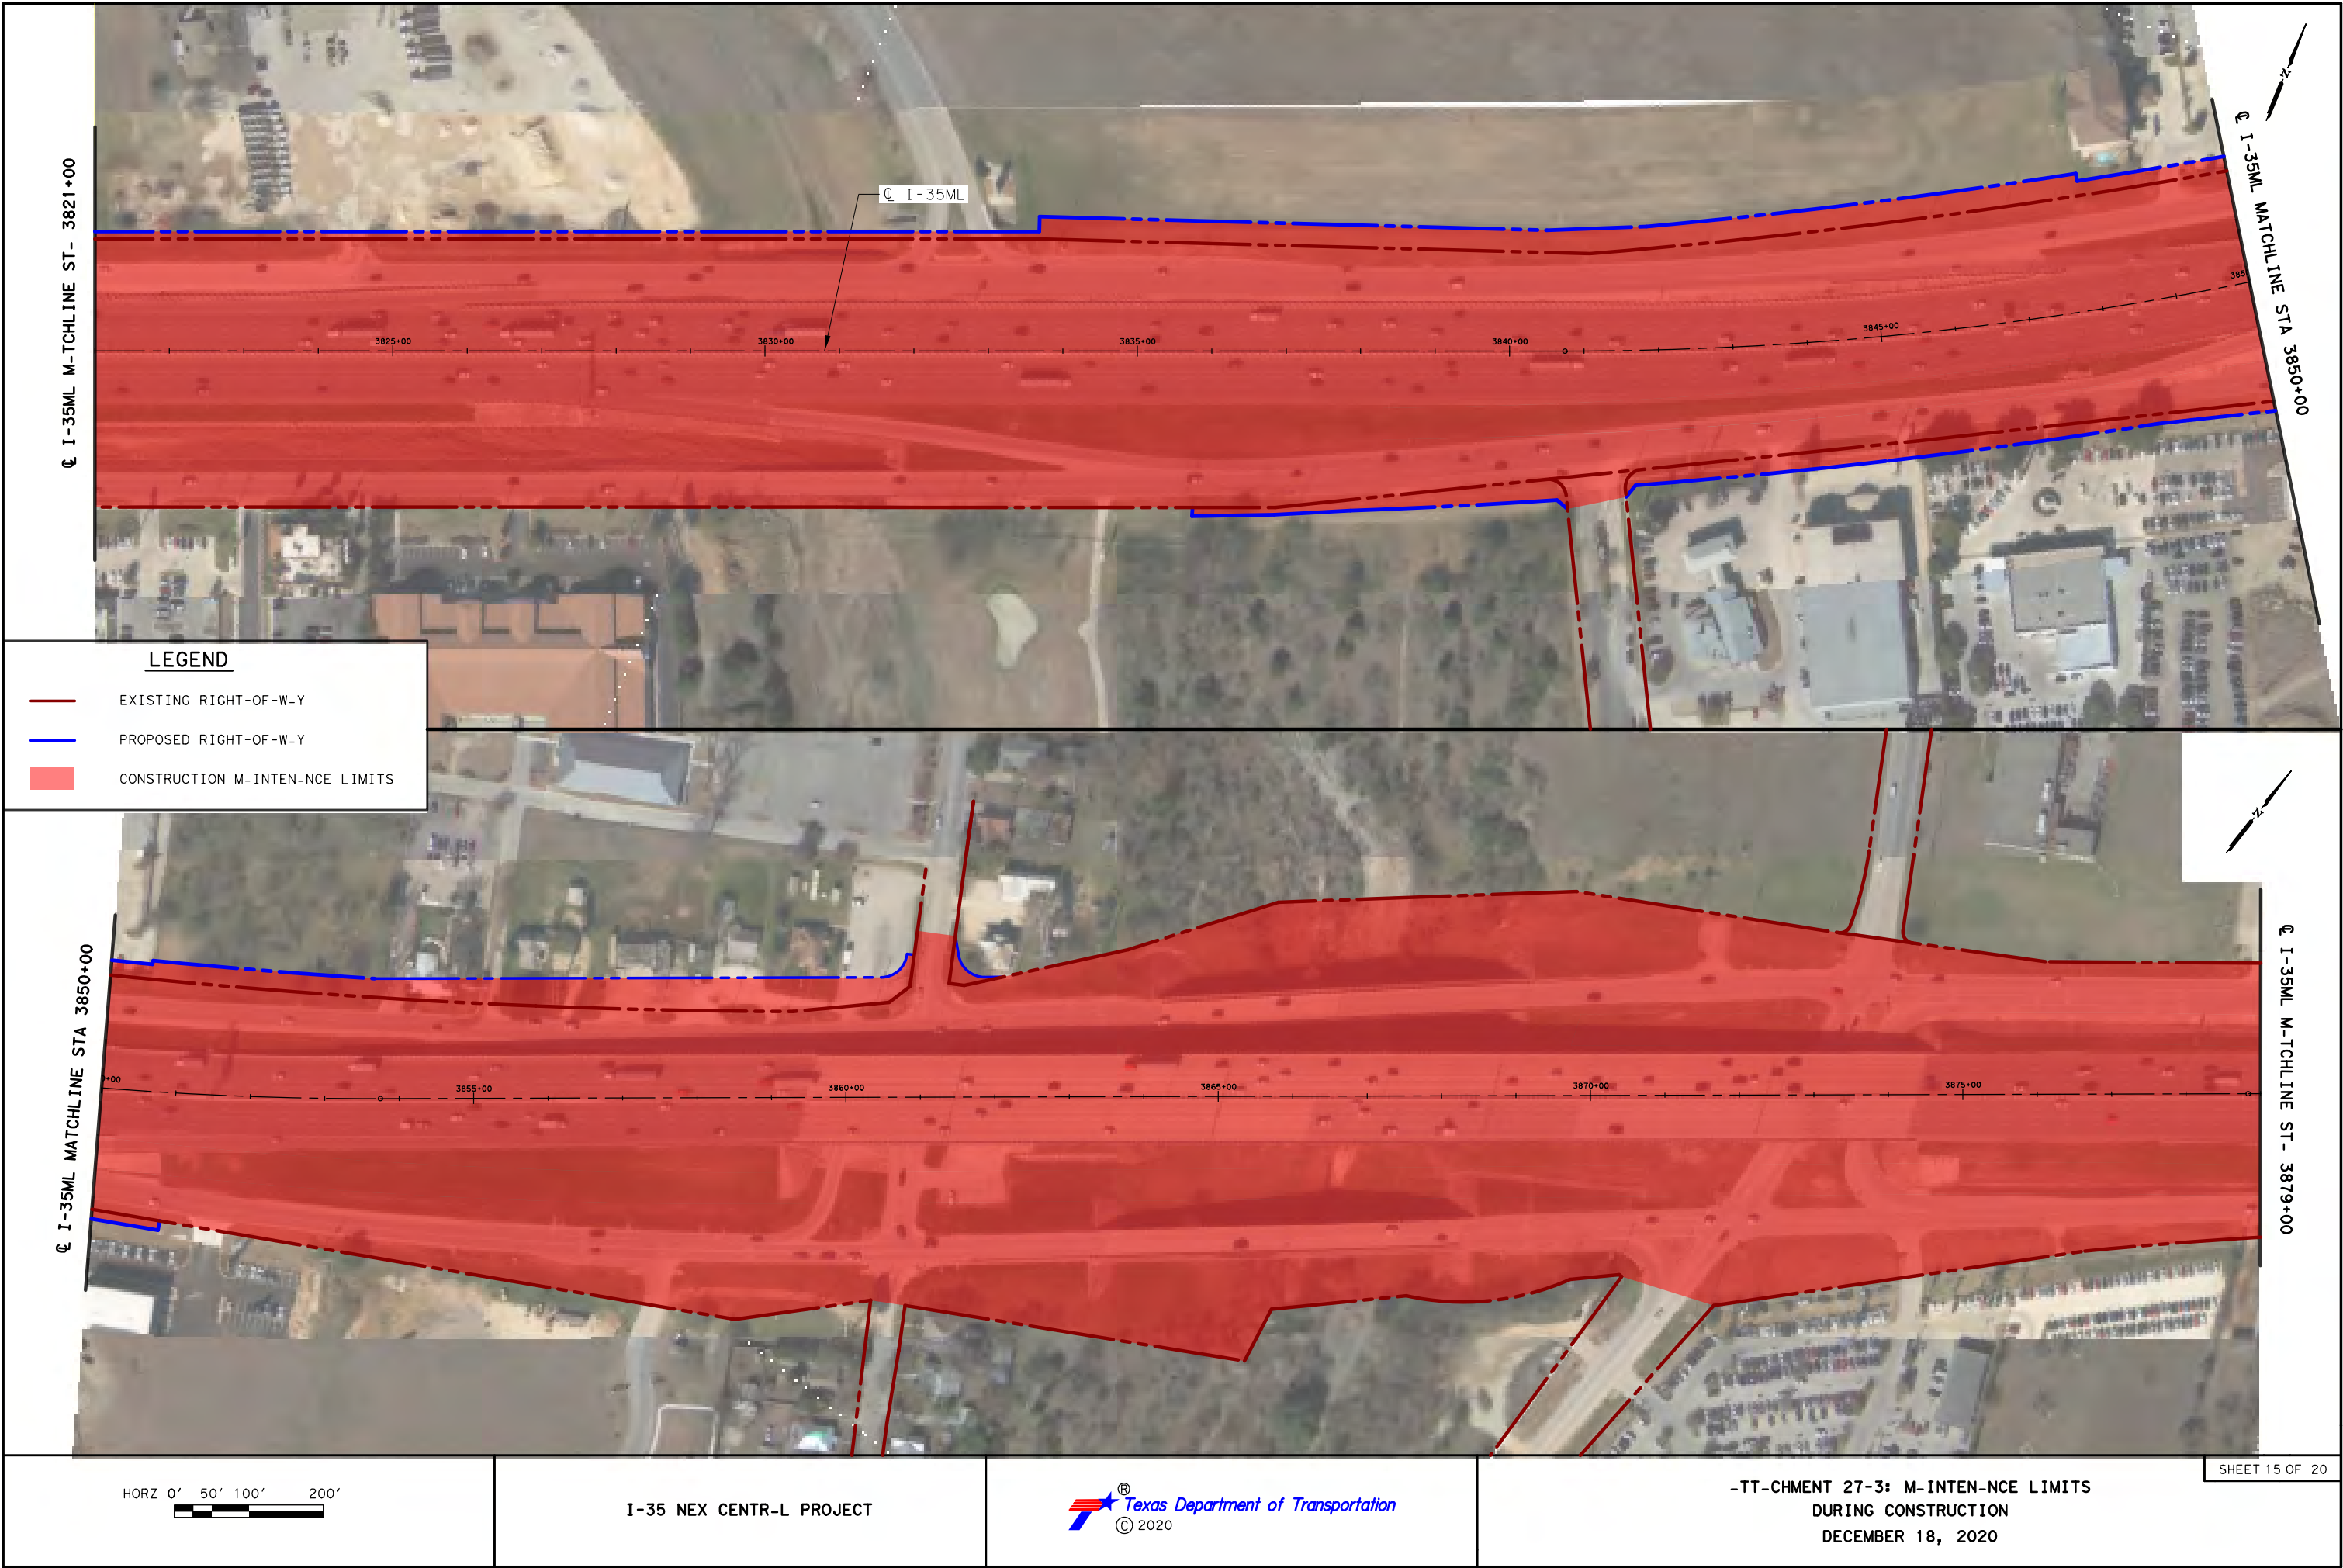 ℄ I-35ML M-TCHLINE ST- 3821+00
℄ I-35ML
3825+00
3830+00
3835+00
3840+00
3845+00
385
N
℄ I-35ML MATCHLINE STA 3850+00
LEGEND
EXISTING RIGHT-OF-W-Y
PROPOSED RIGHT-OF-W-Y
CONSTRUCTION M-INTEN-NCE LIMITS
℄ I-35ML MATCHLINE STA 3850+00
+00
3855+00
3860+00
3865+00
3870+00
3875+00
N
℄ I-35ML M-TCHLINE ST- 3879+00
SHEET 15 OF 20
HORZ 0' 50' 100' 200'
I-35 NEX CENTR-L PROJECT
®
Texas Department of Transportation
© 2020
-TT-CHMENT 27-3: M-INTEN-NCE LIMITS
DURING CONSTRUCTION
DECEMBER 18, 2020